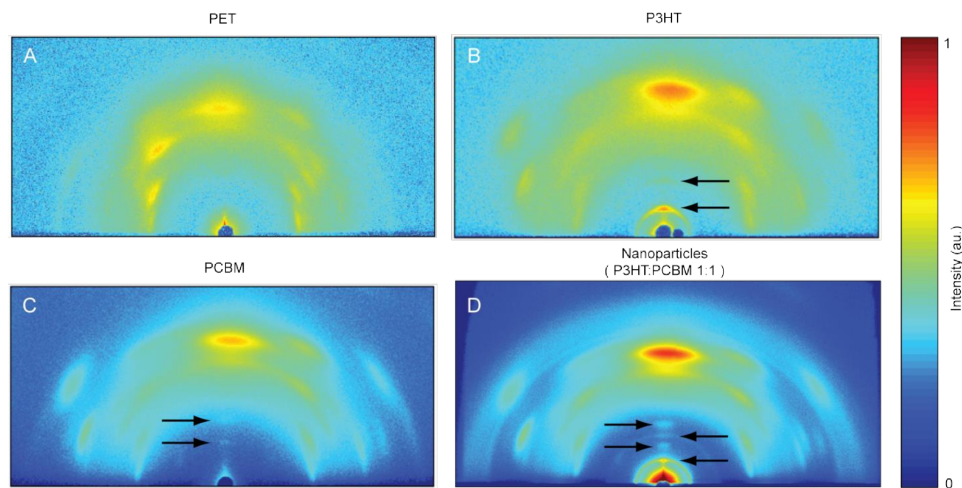 PET
P3HT
A
B
1
PCBM
Nanoparticles
( P3HT:PCBM 1:1 )
C
D
Intensity (au.)
0